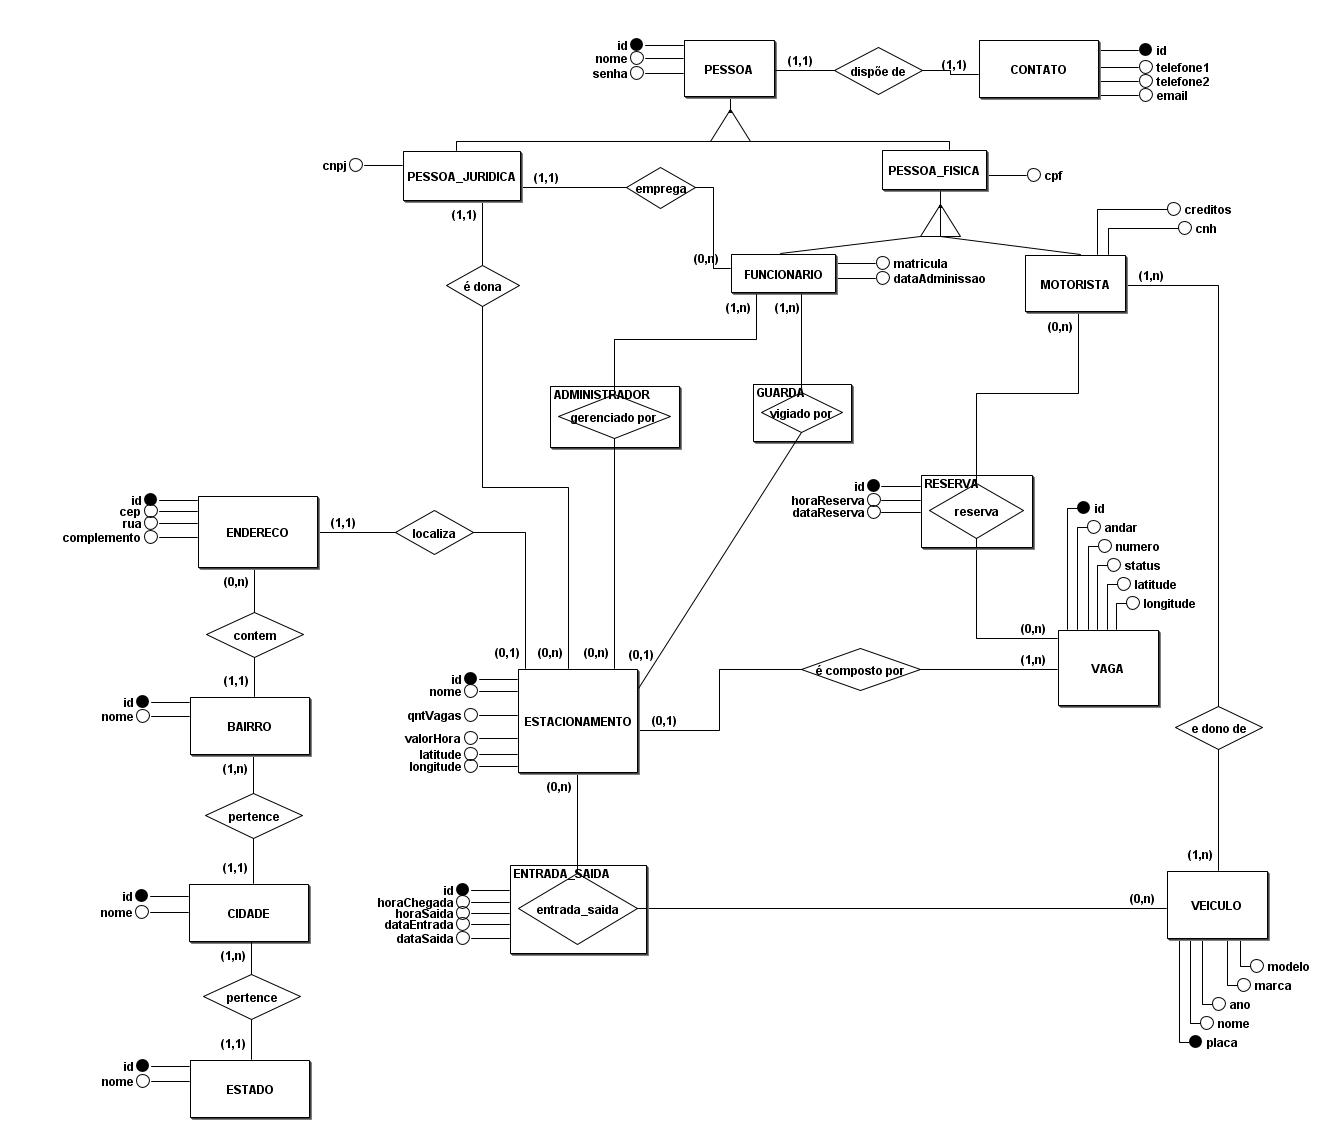 id
nome
senha
PESSOA
(1,1)
dispõe de
(1,1)
CONTATO
id
telefone1
telefone2
email
cnpj
PESSOA_JURIDICA
(1,1)
emprega
(0,n)
PESSOA_FISICA
cpf
(1,1)
é dona
FUNCIONARIO
matricula
dataAdminissao
creditos
cnh
MOTORISTA
(1,n)
(1,n)
(1,n)
(0,n)
ADMINISTRADOR
gerenciado por
GUARDA
vigiado por
id
horaReserva
dataReserva
RESERVA
reserva
id
cep
rua
complemento
ENDERECO
(1,1)
localiza
id
andar
numero
status
latitude
longitude
(0,n)
contem
(1,1)
(0,1)
(0,n)
(0,n)
(0,1)
(0,n)
(1,n)
é composto por
VAGA
id
nome
BAIRRO
id
nome
qntVagas
valorHora
latitude
longitude
ESTACIONAMENTO
(0,1)
e dono de
(1,n)
pertence
(1,1)
(0,n)
(1,n)
id
nome
CIDADE
id
horaChegada
horaSaida
dataEntrada
dataSaida
ENTRADA_SAIDA
entrada_saida
(0,n)
VEICULO
(1,n)
pertence
(1,1)
modelo
marca
ano
nome
placa
id
nome
ESTADO